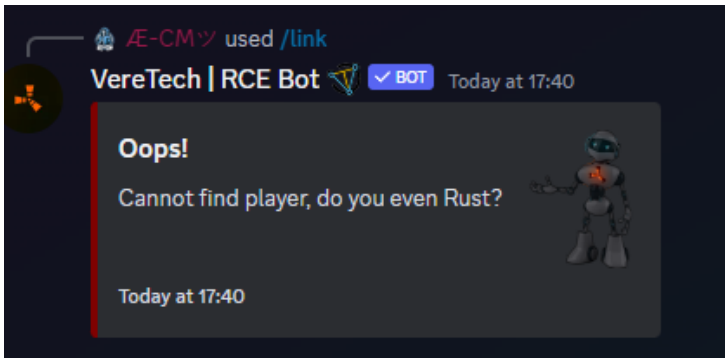 Æ-CMツ used /link
VereTech | RCE Bot ✓ BOT Today at 17:40
Oops!
Cannot find player, do you even Rust?
Today at 17:40